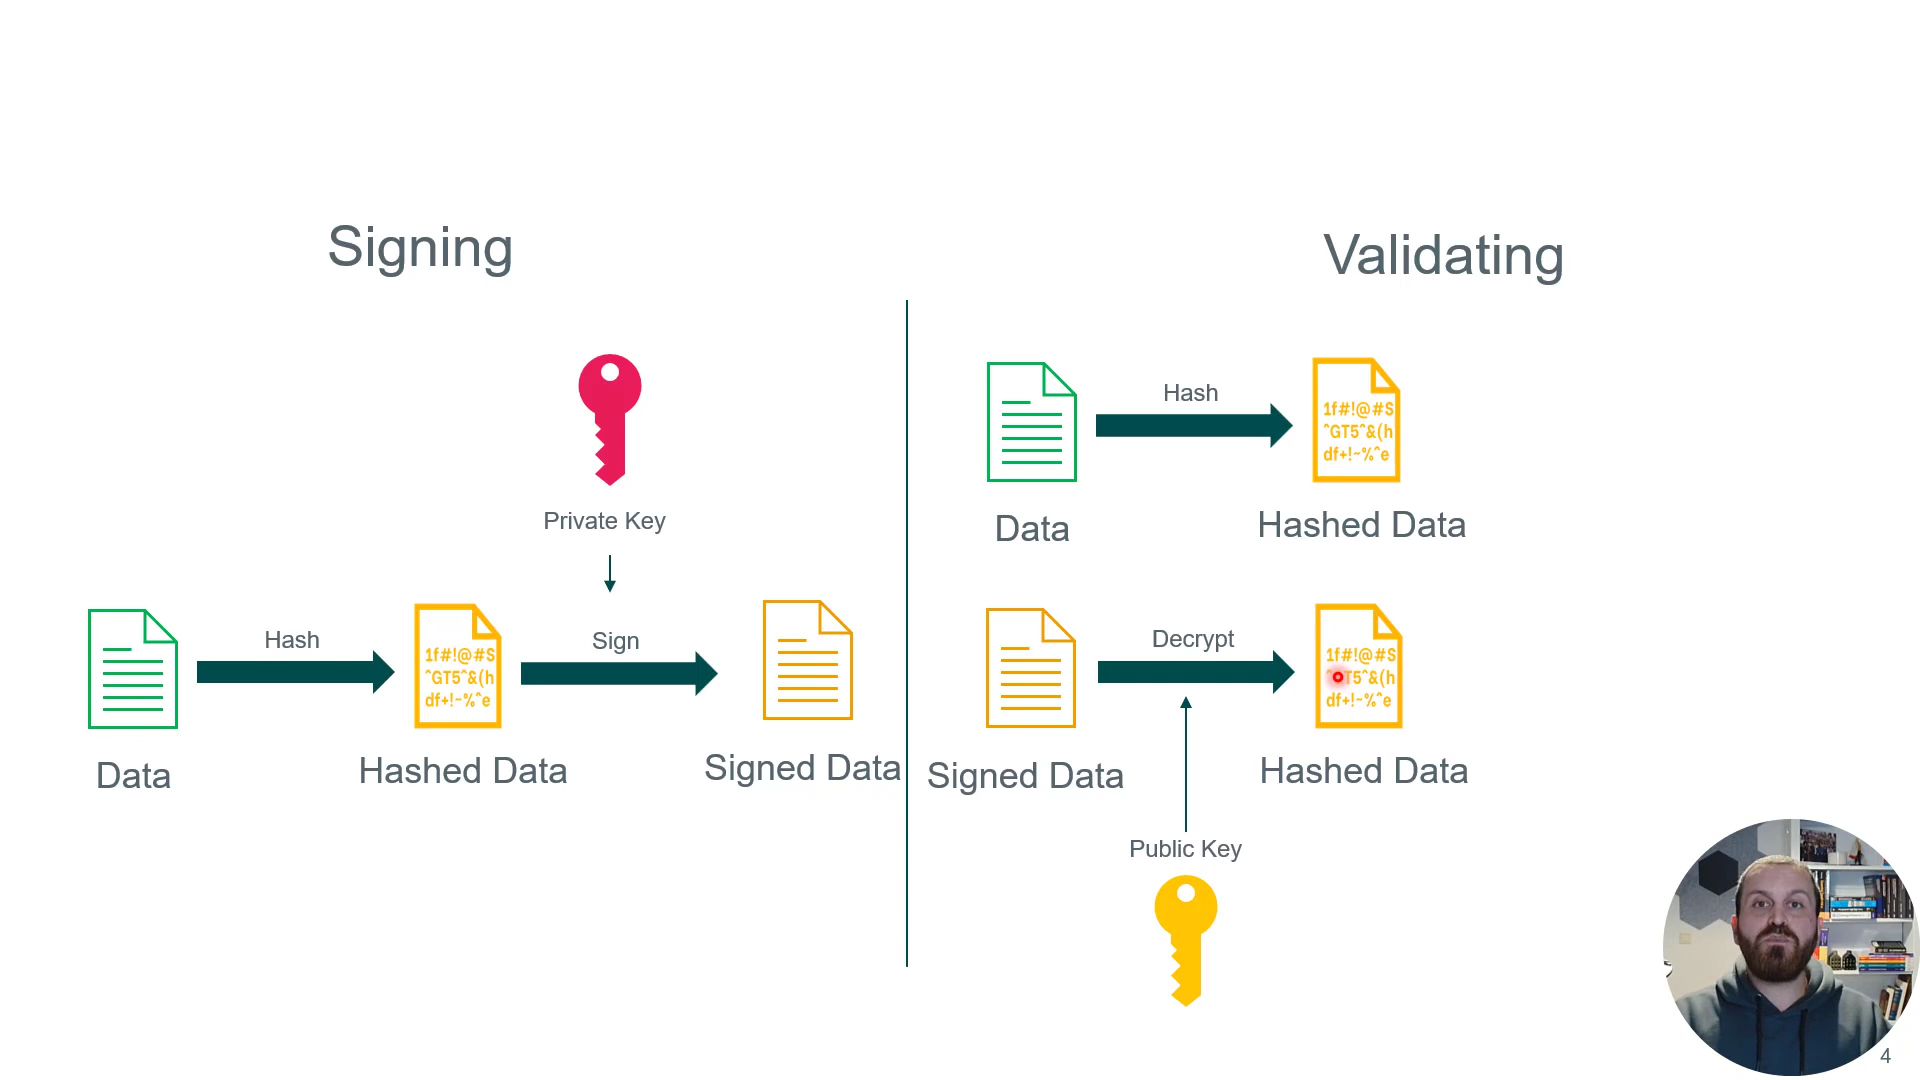 Signing
Private Key
Hash
Sign
1f#!@#S
^GT5^&(h
df+!~%^e
Data
Hashed Data
Signed Data
Validating
Hash
1f#!@#S
^GT5^&(h
df+!~%^e
Data
Hashed Data
Decrypt
1f#!@#S
T5^&(h
df+!~%^e
Signed Data
Hashed Data
Public Key
4